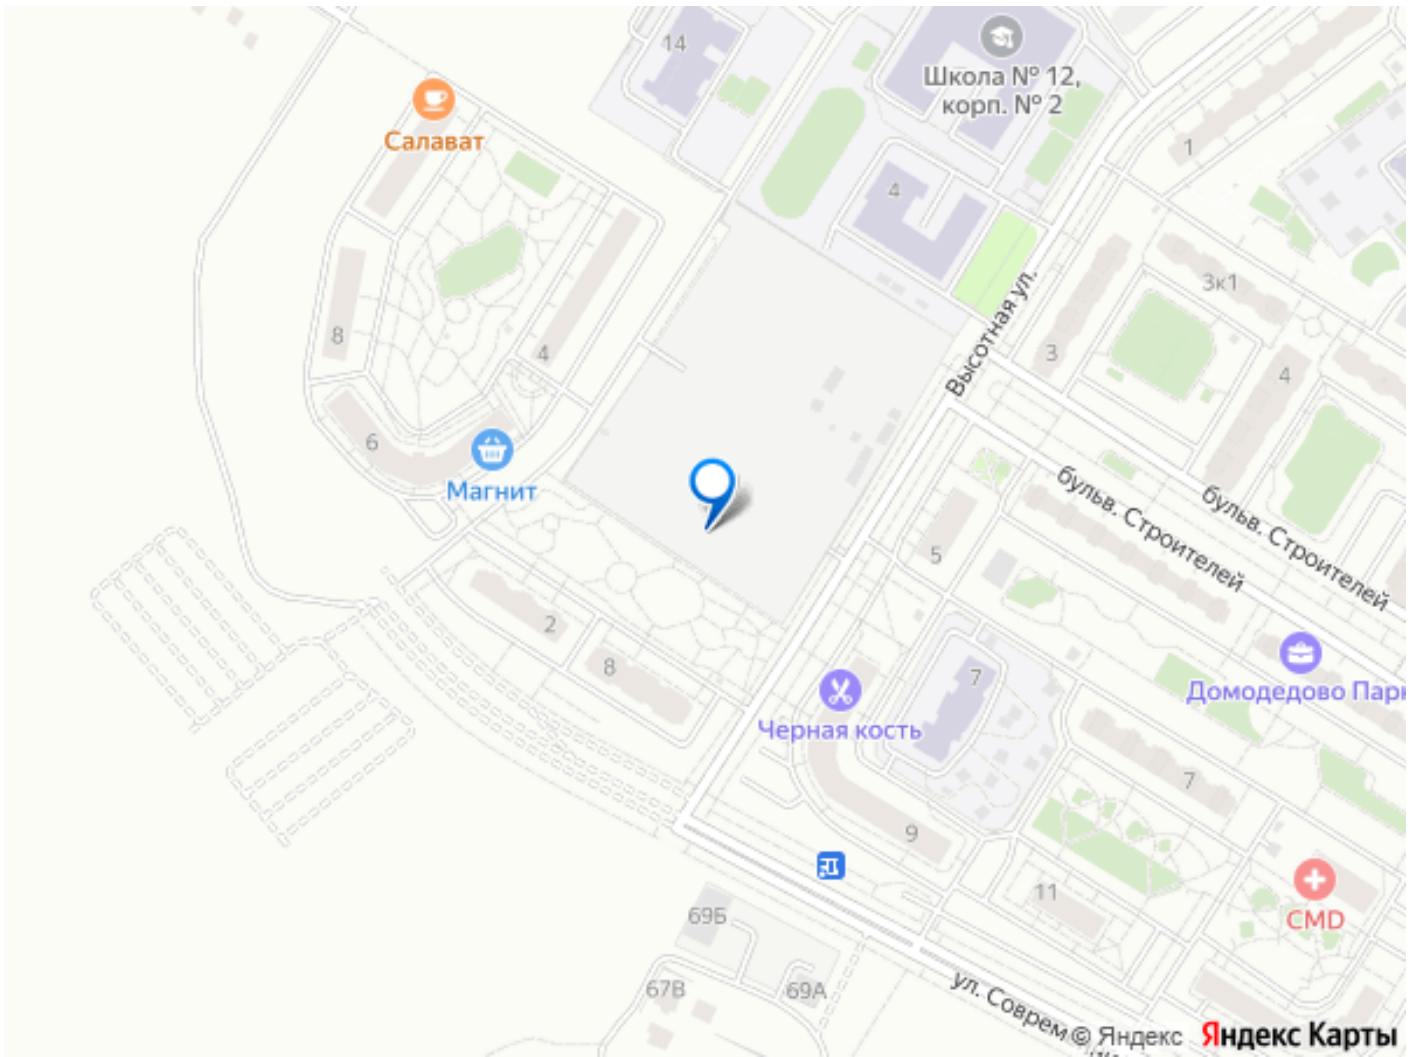 14
Школа № 12,
корп. № 2
Салават
1
4
Высотная ул.
3к1
8
4
3
4
6
Магнит
бульв. Строителей
бульв. Строителей
5
2
8
7
Домодедово Парк
Черная кость
7
9
11
CMD
69Б
67В
69А
ул. Соврем
© Яндекс Яндекс Карты